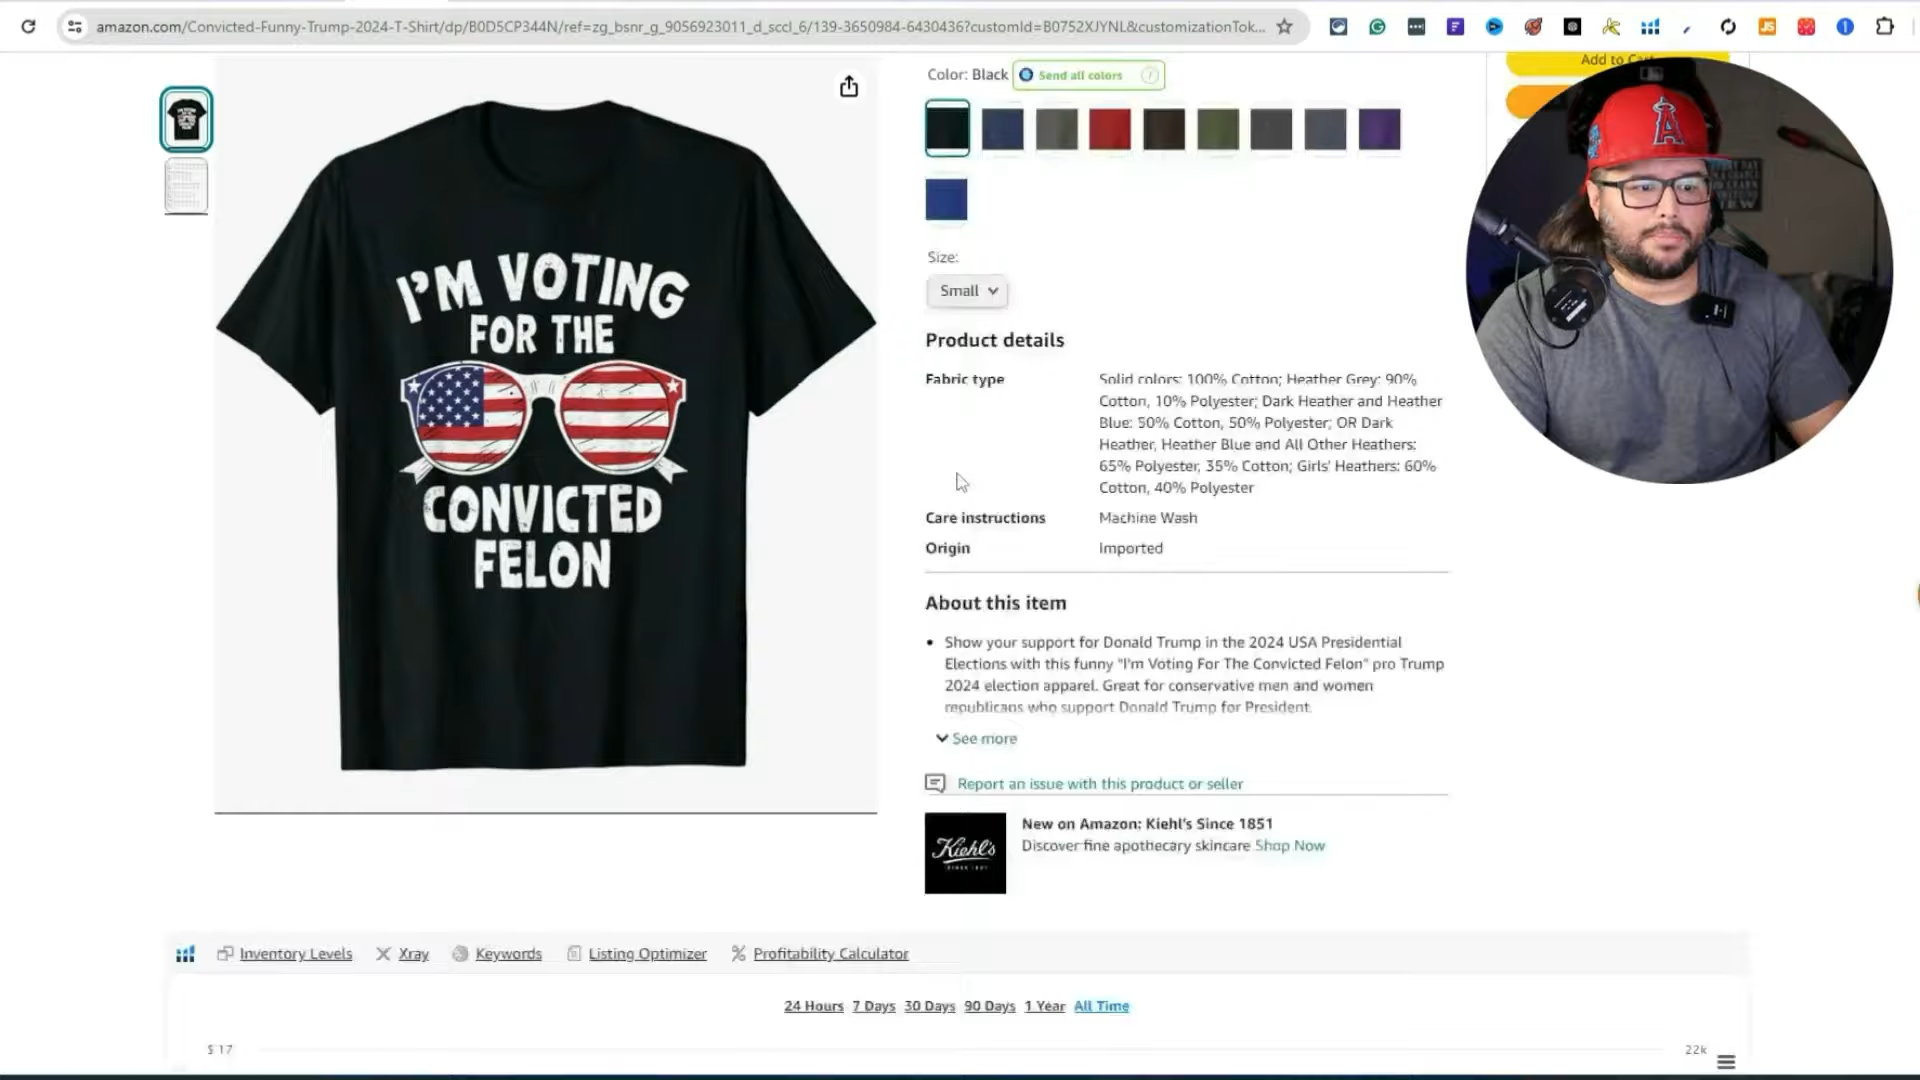 amazon.com/Convicted-Funny-Trump-2024-T-Shirt/dp/B0D5CP344N/ref=zg_bsnr_g_9056923011_d_sccl_6/139-3650984-6430436?customId=B0752XJYNL&customizationTok...
Add to
Color: Black
Send all colors
I'M VOTING
FOR THE
CONVICTED
FELON
Size:
Small
Product details
Fabric type
Solid colors: 100% Cotton; Heather Grey: 90%
Cotton, 10% Polyester; Dark Heather and Heather
Blue: 50% Cotton, 50% Polyester; OR Dark
Heather, Heather Blue and All Other Heathers:
65% Polyester, 35% Cotton; Girls' Heathers: 60%
Cotton, 40% Polyester
Care instructions
Machine Wash
Origin
Imported
About this item
Show your support for Donald Trump in the 2024 USA Presidential
Elections with this funny "I'm Voting For The Convicted Felon" pro Trump
2024 election apparel. Great for conservative men and women
republicans who support Donald Trump for President.
See more
Report an issue with this product or seller
Kiehl's
SINCE 1851
New on Amazon: Kiehl's Since 1851
Discover fine apothecary skincare Shop Now
Inventory Levels
Xray
Keywords
Listing Optimizer
Profitability Calculator
24 Hours 7 Days 30 Days 90 Days 1 Year All Time
$ 17
22k